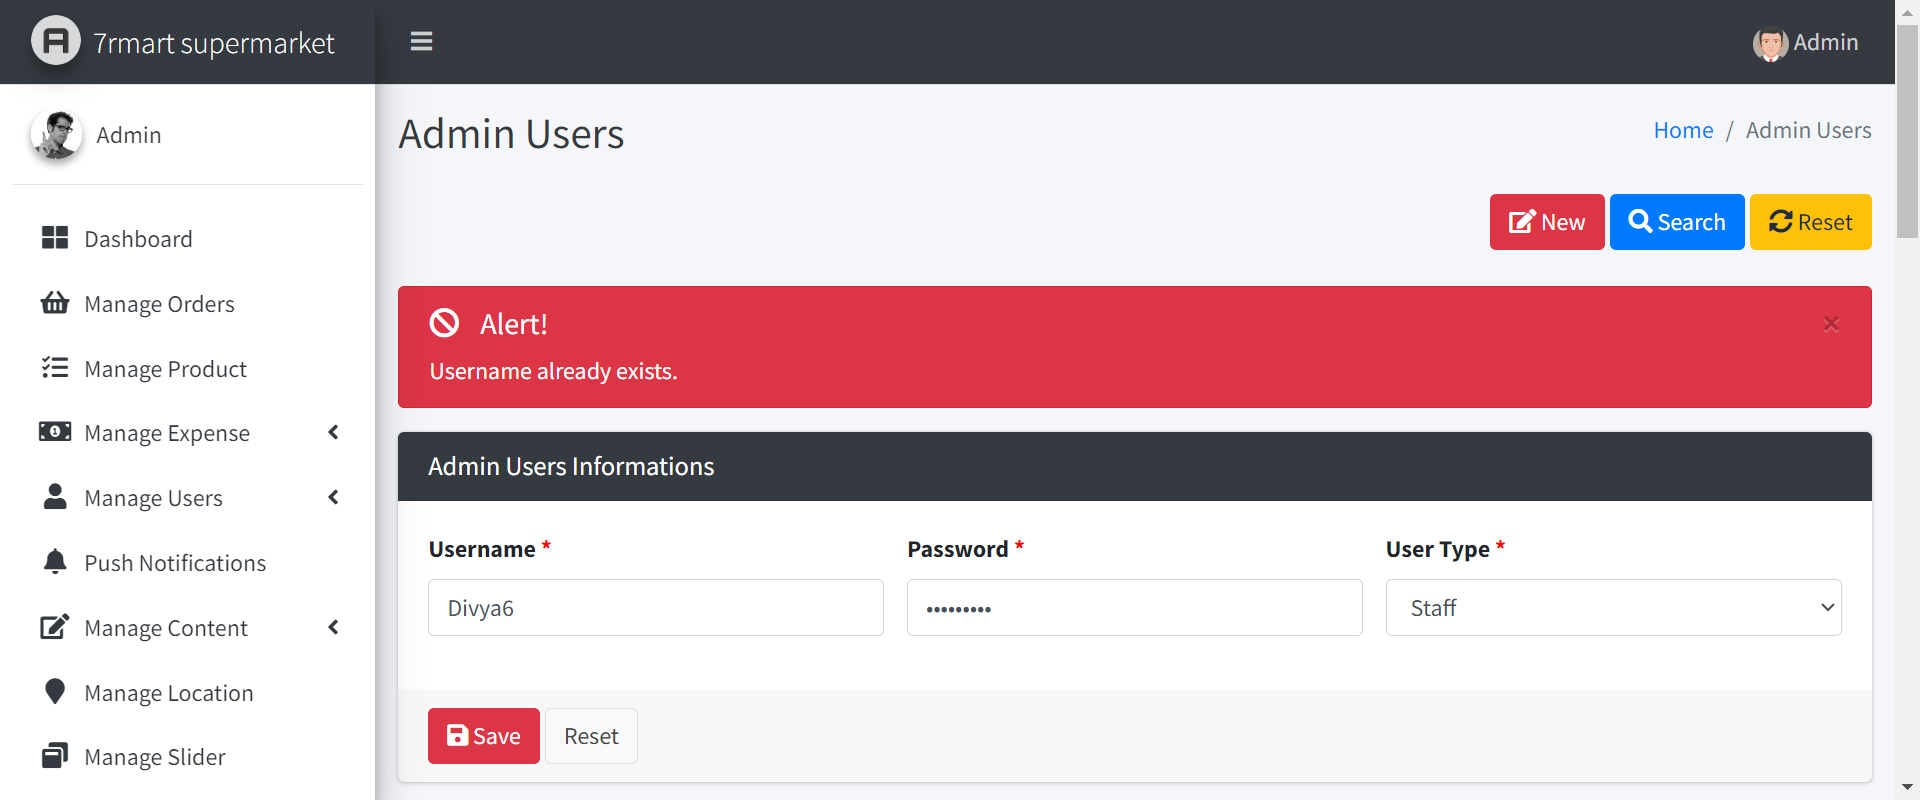 7rmart supermarket
Admin
Admin
Admin Users
Home / Admin Users
New
Search
Reset
Dashboard
Manage Orders
Manage Product
Manage Expense
Manage Users
Push Notifications
Manage Content
Manage Location
Manage Slider
Alert!
×
Username already exists.
Admin Users Informations
Username *
Password *
User Type *
Divya6
•••••••••
Staff
Save
Reset